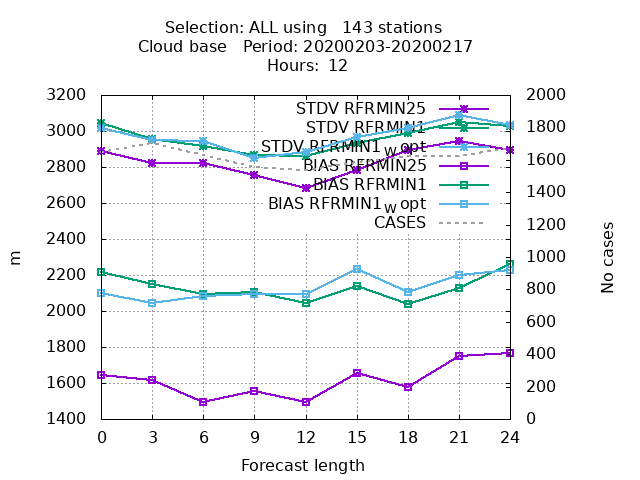 Selection: ALL using   143 stations
Cloud base   Period: 20200203-20200217
Hours:  12
3200
3000
2800
2600
2400
2200
2000
1800
1600
1400
m
STDV RFRMIN25
STDV RFRMIN1
STDV RFRMIN1_W opt
BIAS RFRMIN25
BIAS RFRMIN1
BIAS RFRMIN1_W opt
CASES
2000
1800
1600
1400
1200
1000
800
600
400
200
0
No cases
0 3 6 9 12 15 18 21 24
Forecast length